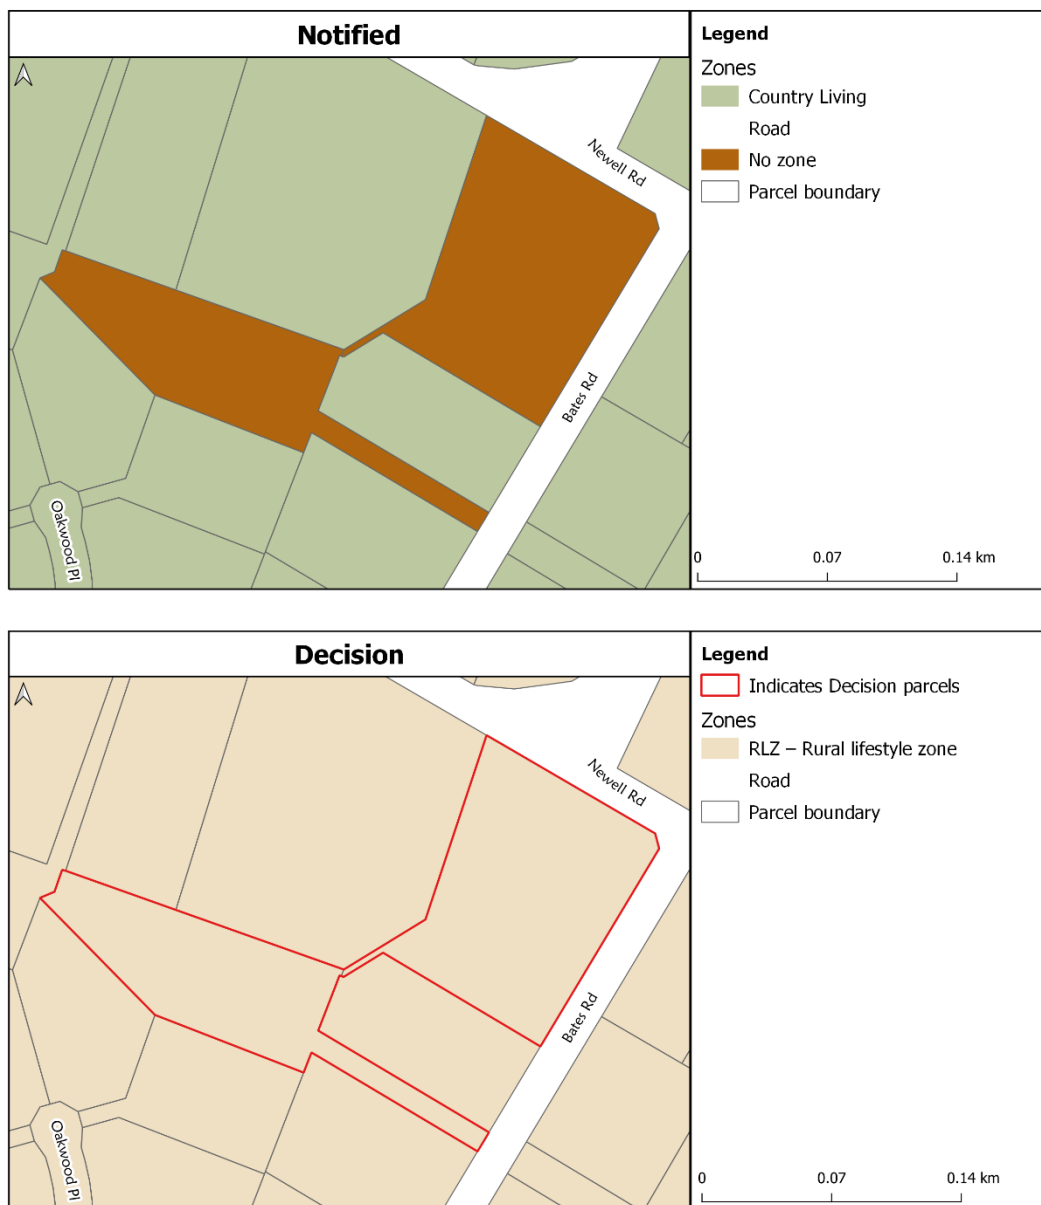 Notified
Newell Rd
Bates Rd
Oakwood Pl
Legend
Zones
Country Living
Road
No zone
Parcel boundary
0 0.07 0.14 km
Decision
Newell Rd
Bates Rd
Oakwood Pl
Legend
Indicates Decision parcels
Zones
RLZ – Rural lifestyle zone
Road
Parcel boundary
0 0.07 0.14 km